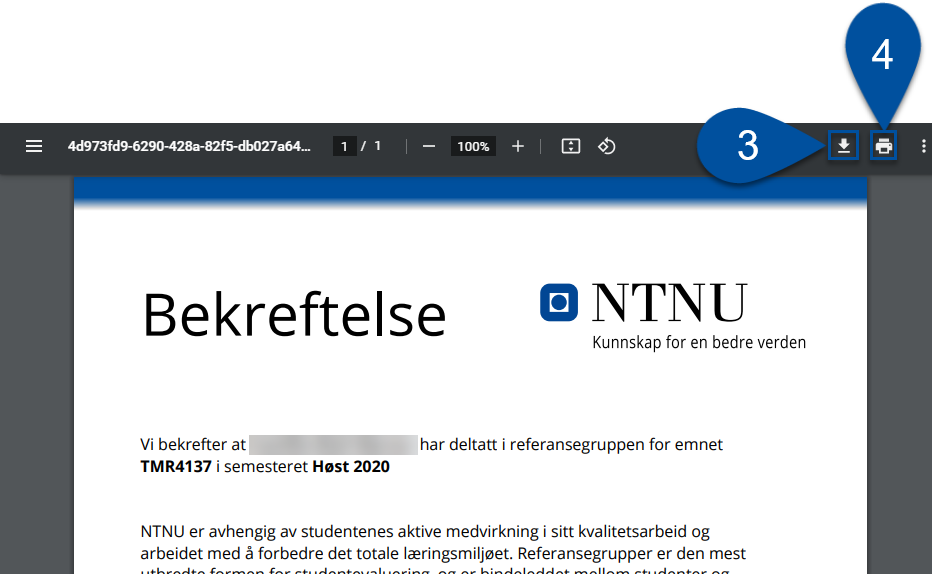 4
3
4d973fd9-6290-428a-82f5-db027a64...
1 / 1
100%
Bekreftelse
NTNU
Kunnskap for en bedre verden
Vi bekrefter at har deltatt i referansegruppen for emnet
TMR4137 i semesteret Høst 2020
NTNU er avhengig av studentenes aktive medvirkning i sitt kvalitetsarbeid og
arbeidet med å forbedre det totale læringsmiljøet. Referansegrupper er den mest
utbredte formen for studentevaluering, og er bindeleddet mellom studenter og